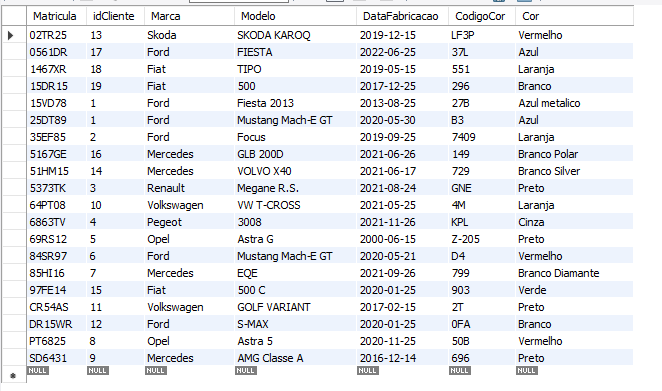 Matricula idCliente Marca Modelo DataFabricacao CodigoCor Cor
02TR25 13 Skoda SKODA KAROQ 2019-12-15 LF3P Vermelho
0561DR 17 Ford FIESTA 2022-06-25 37L Azul
1467XR 18 Fiat TIPO 2019-05-15 551 Laranja
15DR15 19 Fiat 500 2017-12-25 296 Branco
15VD78 1 Ford Fiesta 2013 2013-08-25 27B Azul metalico
25DT89 1 Ford Mustang Mach-E GT 2020-05-30 B3 Azul
35EF85 2 Ford Focus 2019-09-25 7409 Laranja
5167GE 16 Mercedes GLB 200D 2021-06-26 149 Branco Polar
51HM15 14 Mercedes VOLVO X40 2021-06-17 729 Branco Silver
5373TK 3 Renault Megane R.S. 2021-08-24 GNE Preto
64PT08 10 Volkswagen VW T-CROSS 2021-05-25 4M Laranja
6863TV 4 Pegeot 3008 2021-11-26 KPL Cinza
69RS12 5 Opel Astra G 2000-06-15 Z-205 Preto
84SR97 6 Ford Mustang Mach-E GT 2020-05-21 D4 Vermelho
85HI16 7 Mercedes EQE 2021-09-26 799 Branco Diamante
97FE14 15 Fiat 500 C 2020-01-25 903 Verde
CR54AS 11 Volkswagen GOLF VARIANT 2017-02-15 2T Preto
DR15WR 12 Ford S-MAX 2020-01-25 0FA Branco
PT6825 8 Opel Astra 5 2020-11-25 50B Vermelho
SD6431 9 Mercedes AMG Classe A 2016-12-14 696 Preto
NULL NULL NULL NULL NULL NULL NULL